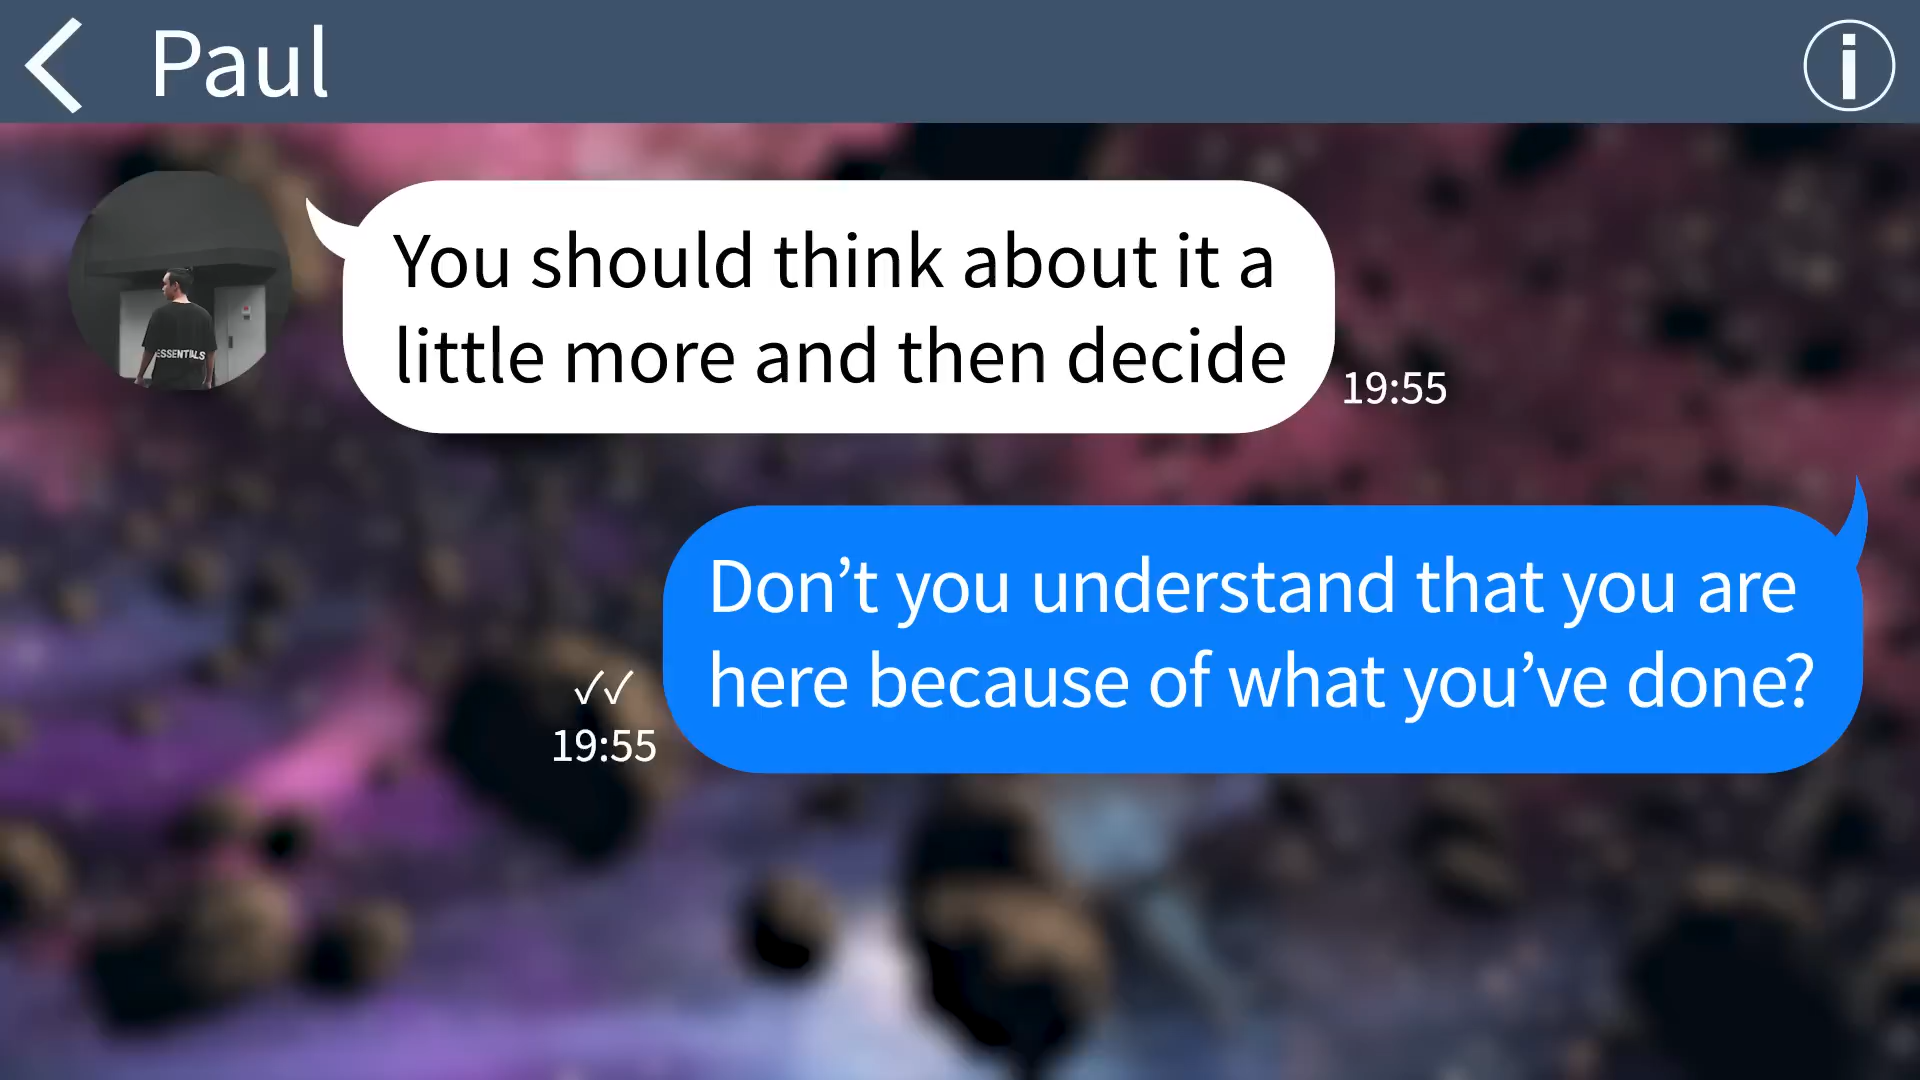 Paul
You should think about it a
little more and then decide
19:55
ESSENTIALS
Don’t you understand that you are
here because of what you’ve done?
✓✓
19:55